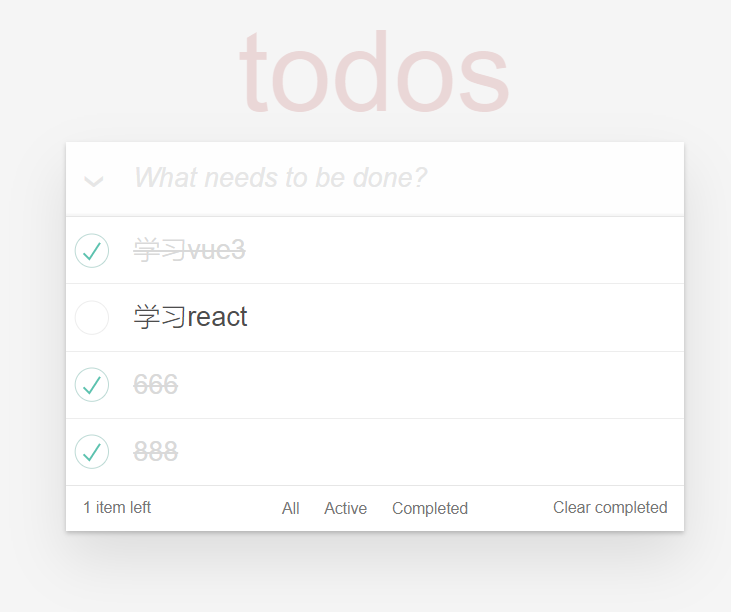 todos
What needs to be done?
学习vue3
学习react
666
888
1 item left All Active Completed Clear completed